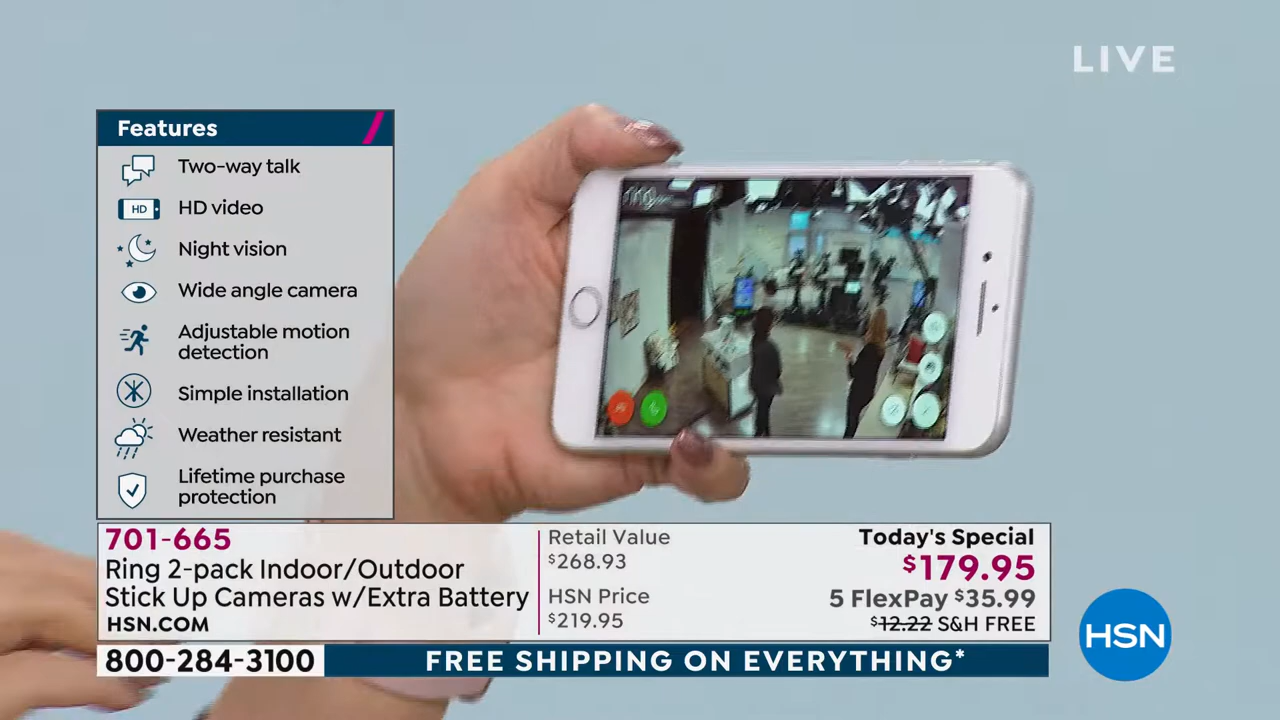 LIVE
Features
Two-way talk
HD
HD video
Night vision
Wide angle camera
Adjustable motion
detection
Simple installation
Weather resistant
Lifetime purchase
protection
ring
701-665
Ring 2-pack Indoor/Outdoor
Stick Up Cameras w/Extra Battery
HSN.COM
Retail Value
$268.93
HSN Price
$219.95
Today's Special
$179.95
5 FlexPay $35.99
$12.22 S&H FREE
HSN
800-284-3100
FREE SHIPPING ON EVERYTHING*